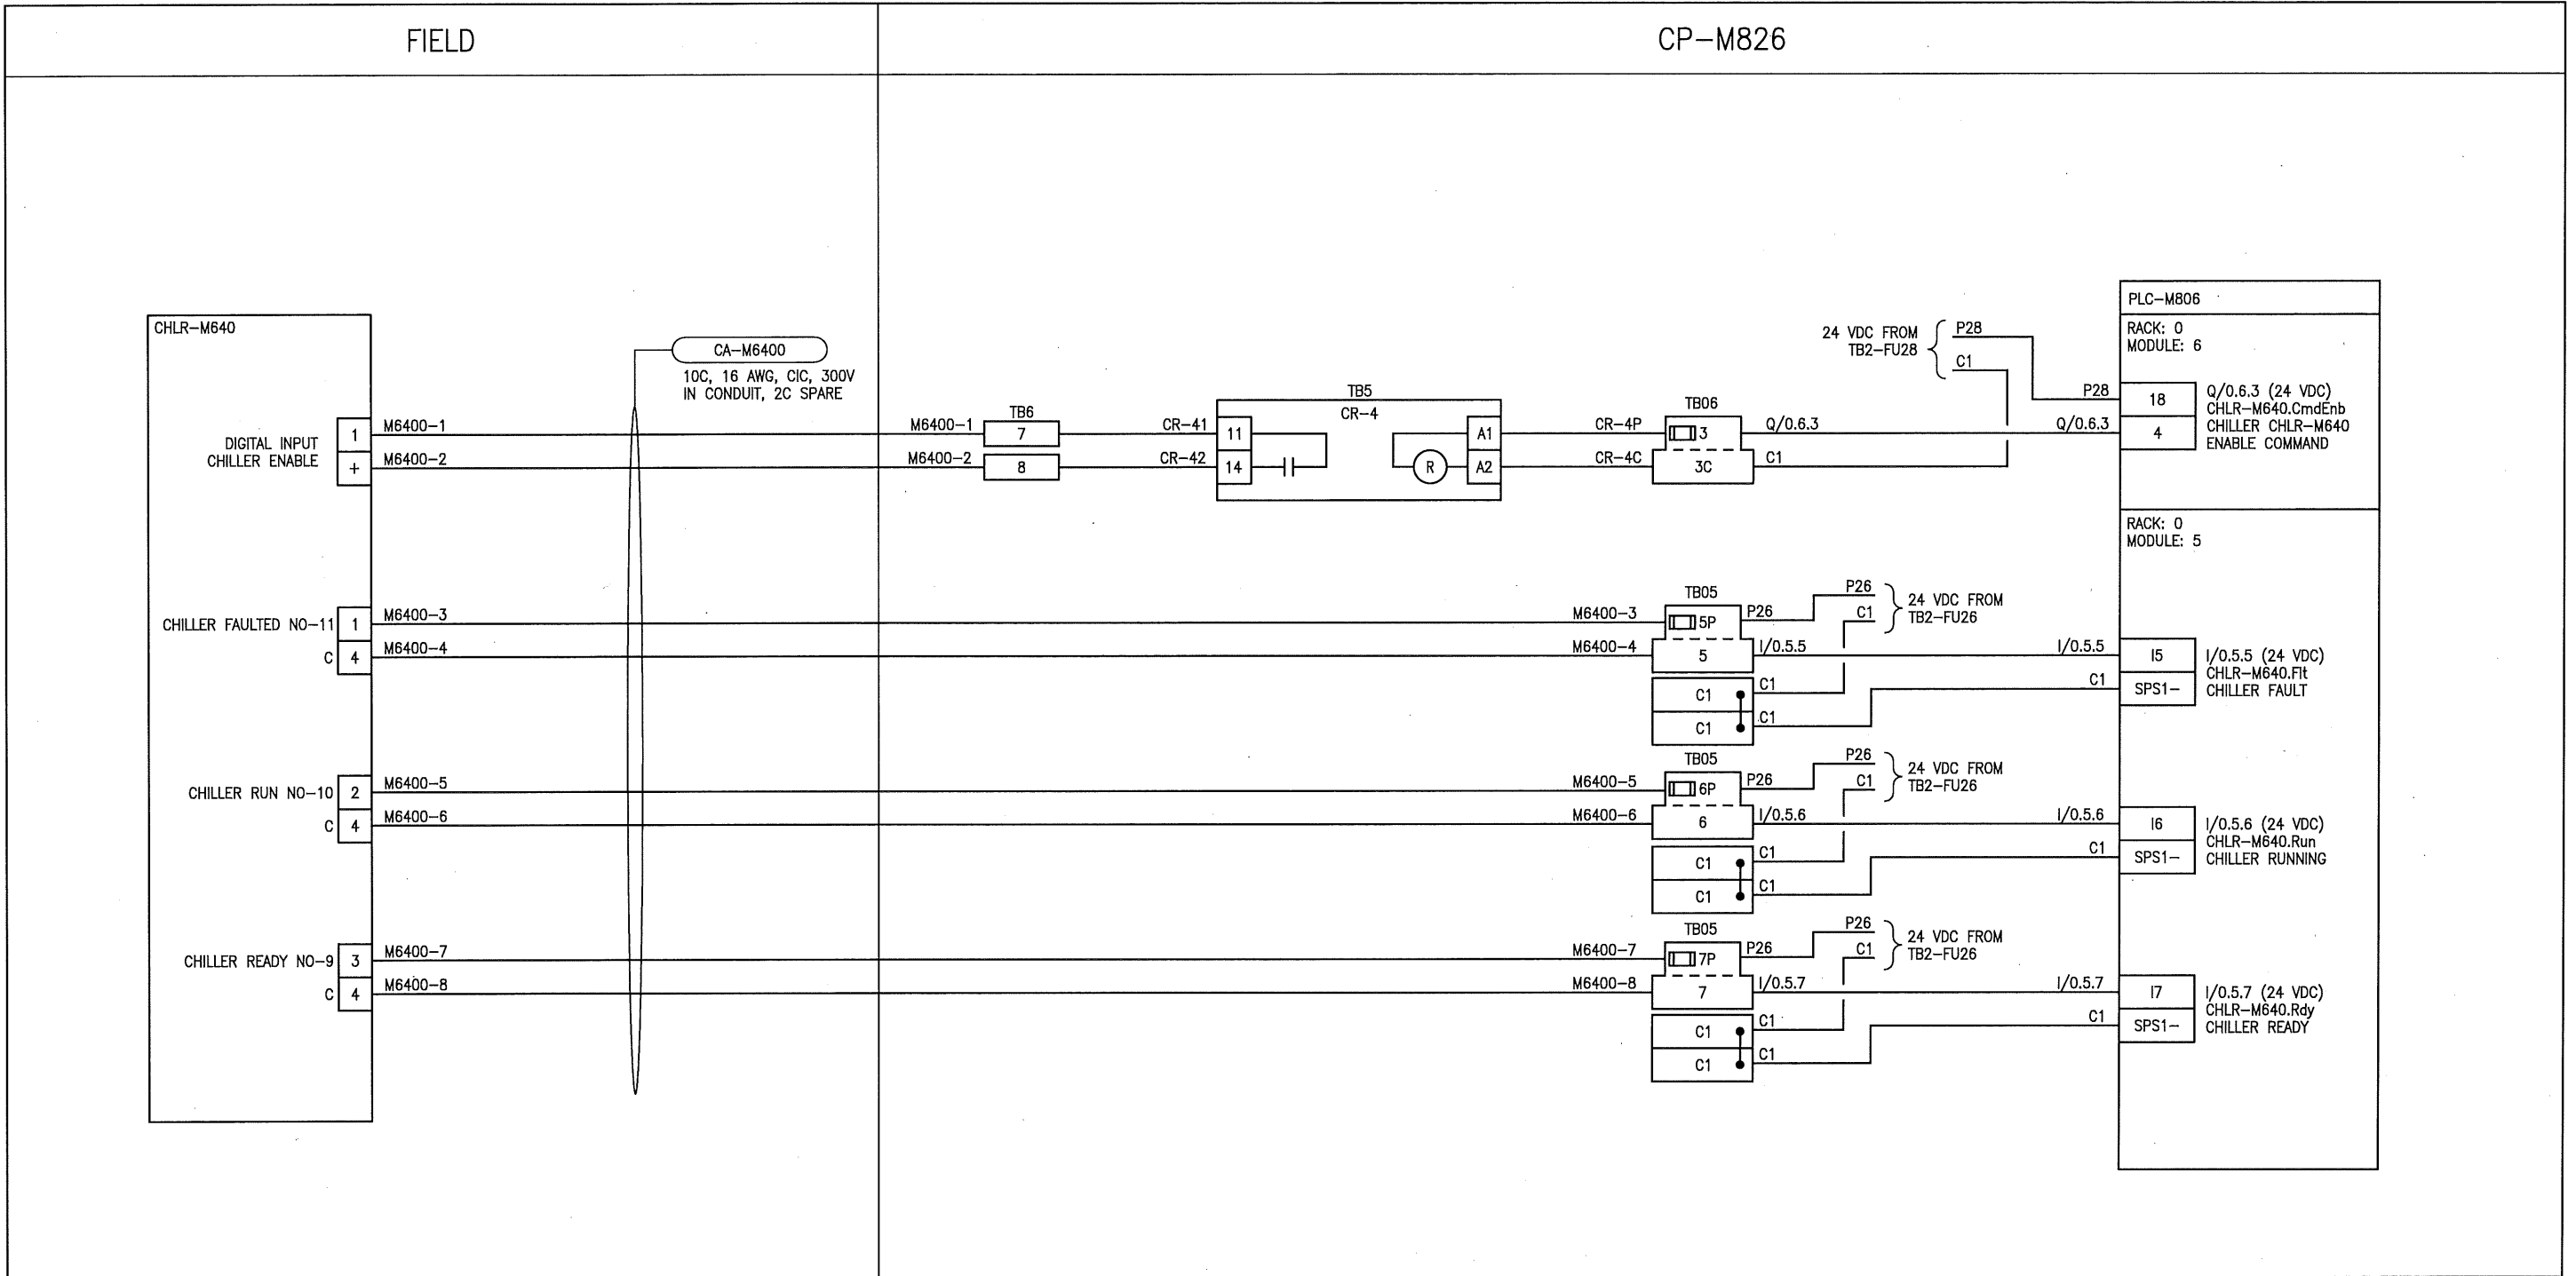 FIELD
CP-M826
CHLR-M640
DIGITAL INPUT
CHILLER ENABLE
1
+
M6400-1
M6400-2
CA-M6400
10C, 16 AWG, CIC, 300V
IN CONDUIT, 2C SPARE
M6400-1
M6400-2
TB6
7
8
CR-41
CR-42
TB5
CR-4
11
14
R
A1
A2
CR-4P
CR-4C
TB06
3
3C
Q/0.6.3
C1
24 VDC FROM
TB2-FU28
P28
C1
P28
Q/0.6.3
PLC-M806
RACK: 0
MODULE: 6
18
4
Q/0.6.3 (24 VDC)
CHLR-M640.CmdEnb
CHILLER CHLR-M640
ENABLE COMMAND
RACK: 0
MODULE: 5
CHILLER FAULTED NO-11
C
1
4
M6400-3
M6400-4
M6400-3
M6400-4
TB05
5P
5
C1
C1
P26
I/0.5.5
C1
C1
P26
C1
24 VDC FROM
TB2-FU26
I/0.5.5
C1
I5
SPS1-
I/0.5.5 (24 VDC)
CHLR-M640.Flt
CHILLER FAULT
CHILLER RUN NO-10
C
2
4
M6400-5
M6400-6
M6400-5
M6400-6
TB05
6P
6
C1
C1
P26
I/0.5.6
C1
C1
P26
C1
24 VDC FROM
TB2-FU26
I/0.5.6
C1
I6
SPS1-
I/0.5.6 (24 VDC)
CHLR-M640.Run
CHILLER RUNNING
CHILLER READY NO-9
C
3
4
M6400-7
M6400-8
M6400-7
M6400-8
TB05
7P
7
C1
C1
P26
I/0.5.7
C1
C1
P26
C1
24 VDC FROM
TB2-FU26
I/0.5.7
C1
I7
SPS1-
I/0.5.7 (24 VDC)
CHLR-M640.Rdy
CHILLER READY